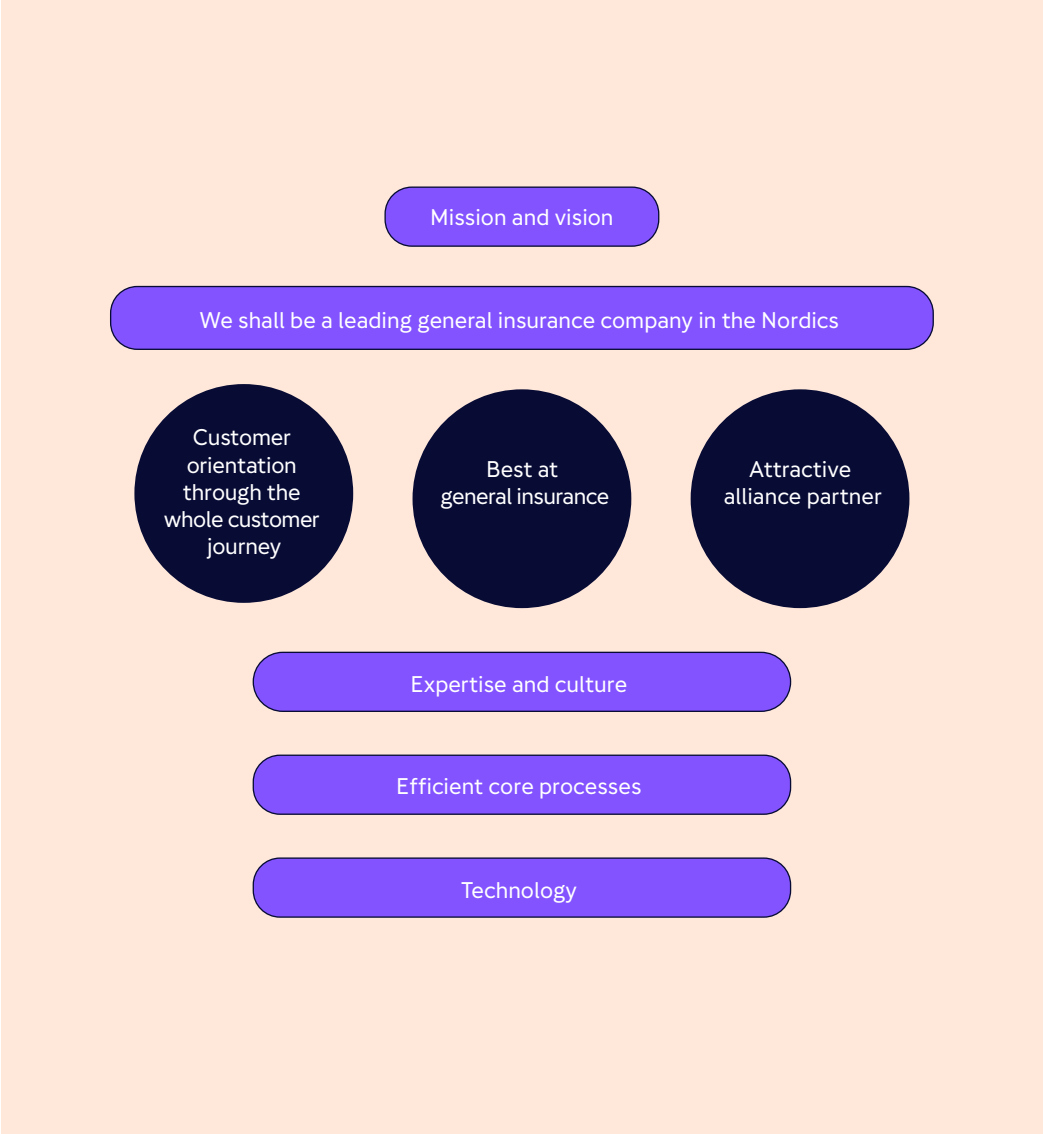 Mission and vision
We shall be a leading general insurance company in the Nordics
Customer
orientation
through the
whole customer
journey
Best at
general insurance
Attractive
alliance partner
Expertise and culture
Efficient core processes
Technology